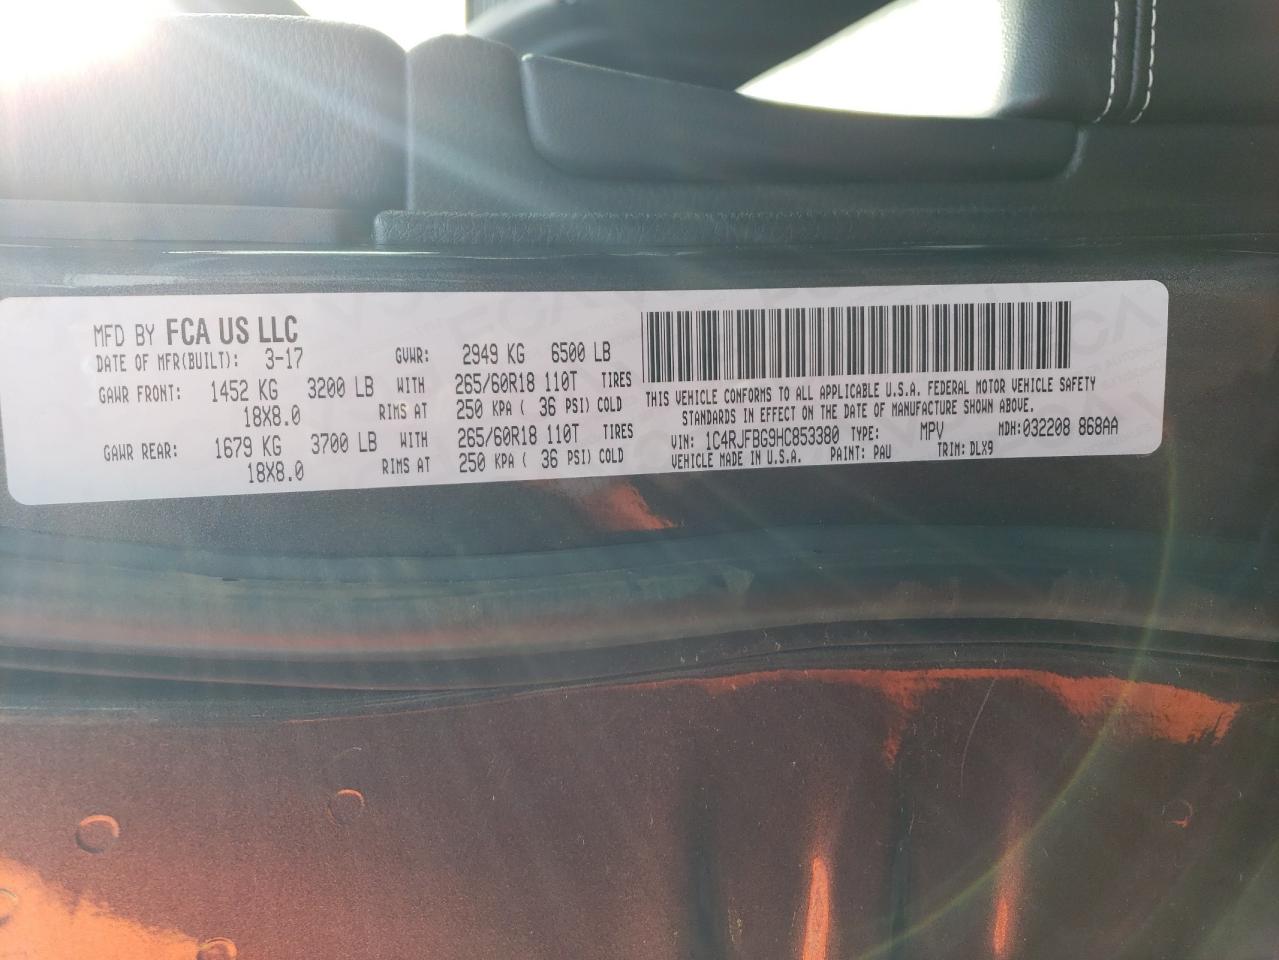 MFD BY FCA US LLC
DATE OF MFR(BUILT): 3-17 GVWR: 2949 KG 6500 LB
GAWR FRONT: 1452 KG 3200 LB WITH 265/60R18 110T TIRES
18X8.0 RIMS AT 250 KPA ( 36 PSI) COLD
GAWR REAR: 1679 KG 3700 LB WITH 265/60R18 110T TIRES
18X8.0 RIMS AT 250 KPA ( 36 PSI) COLD
THIS VEHICLE CONFORMS TO ALL APPLICABLE U.S.A. FEDERAL MOTOR VEHICLE SAFETY
STANDARDS IN EFFECT ON THE DATE OF MANUFACTURE SHOWN ABOVE.
VIN: 1C4RJFBG9HC853380 TYPE: MPV MDH: 032208 868AA
VEHICLE MADE IN U.S.A. PAINT: PAU TRIM: DLX9